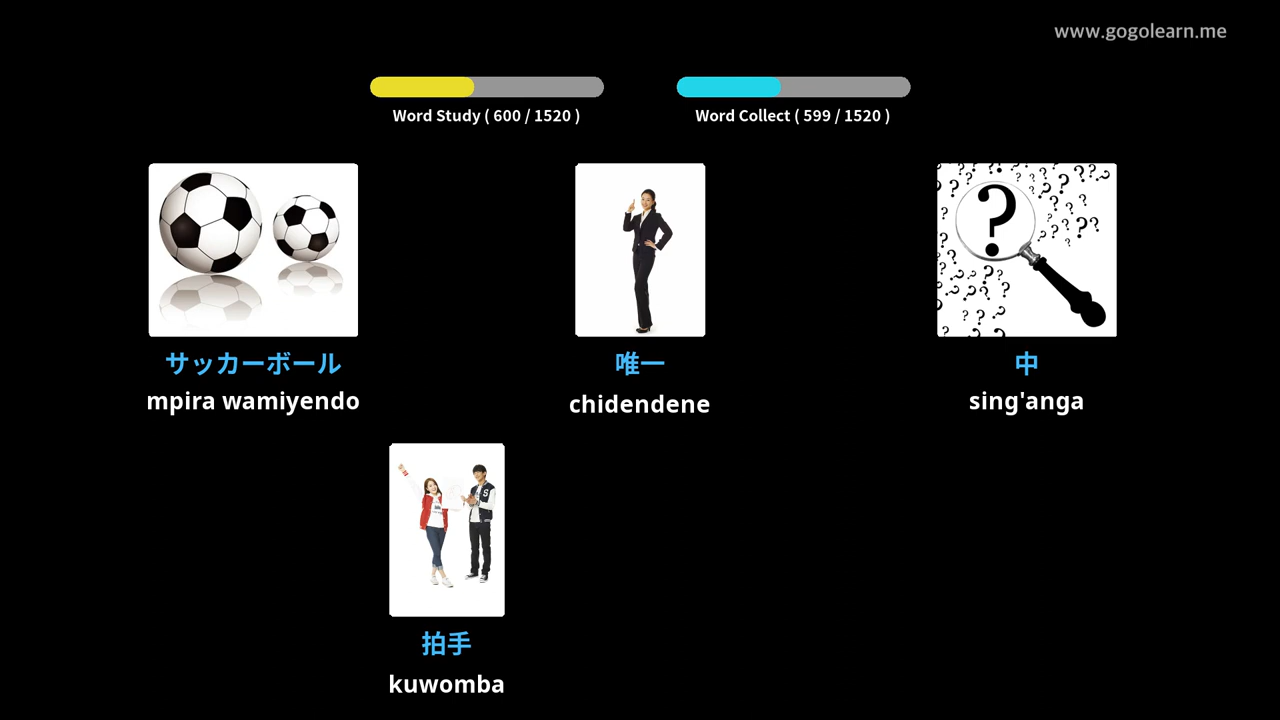 www.gogolearn.me
Word Study ( 600 / 1520 )
Word Collect ( 599 / 1520 )
サッカーボール
mpira wamiyendo
唯一
chidendene
中
sing'anga
拍手
kuwomba